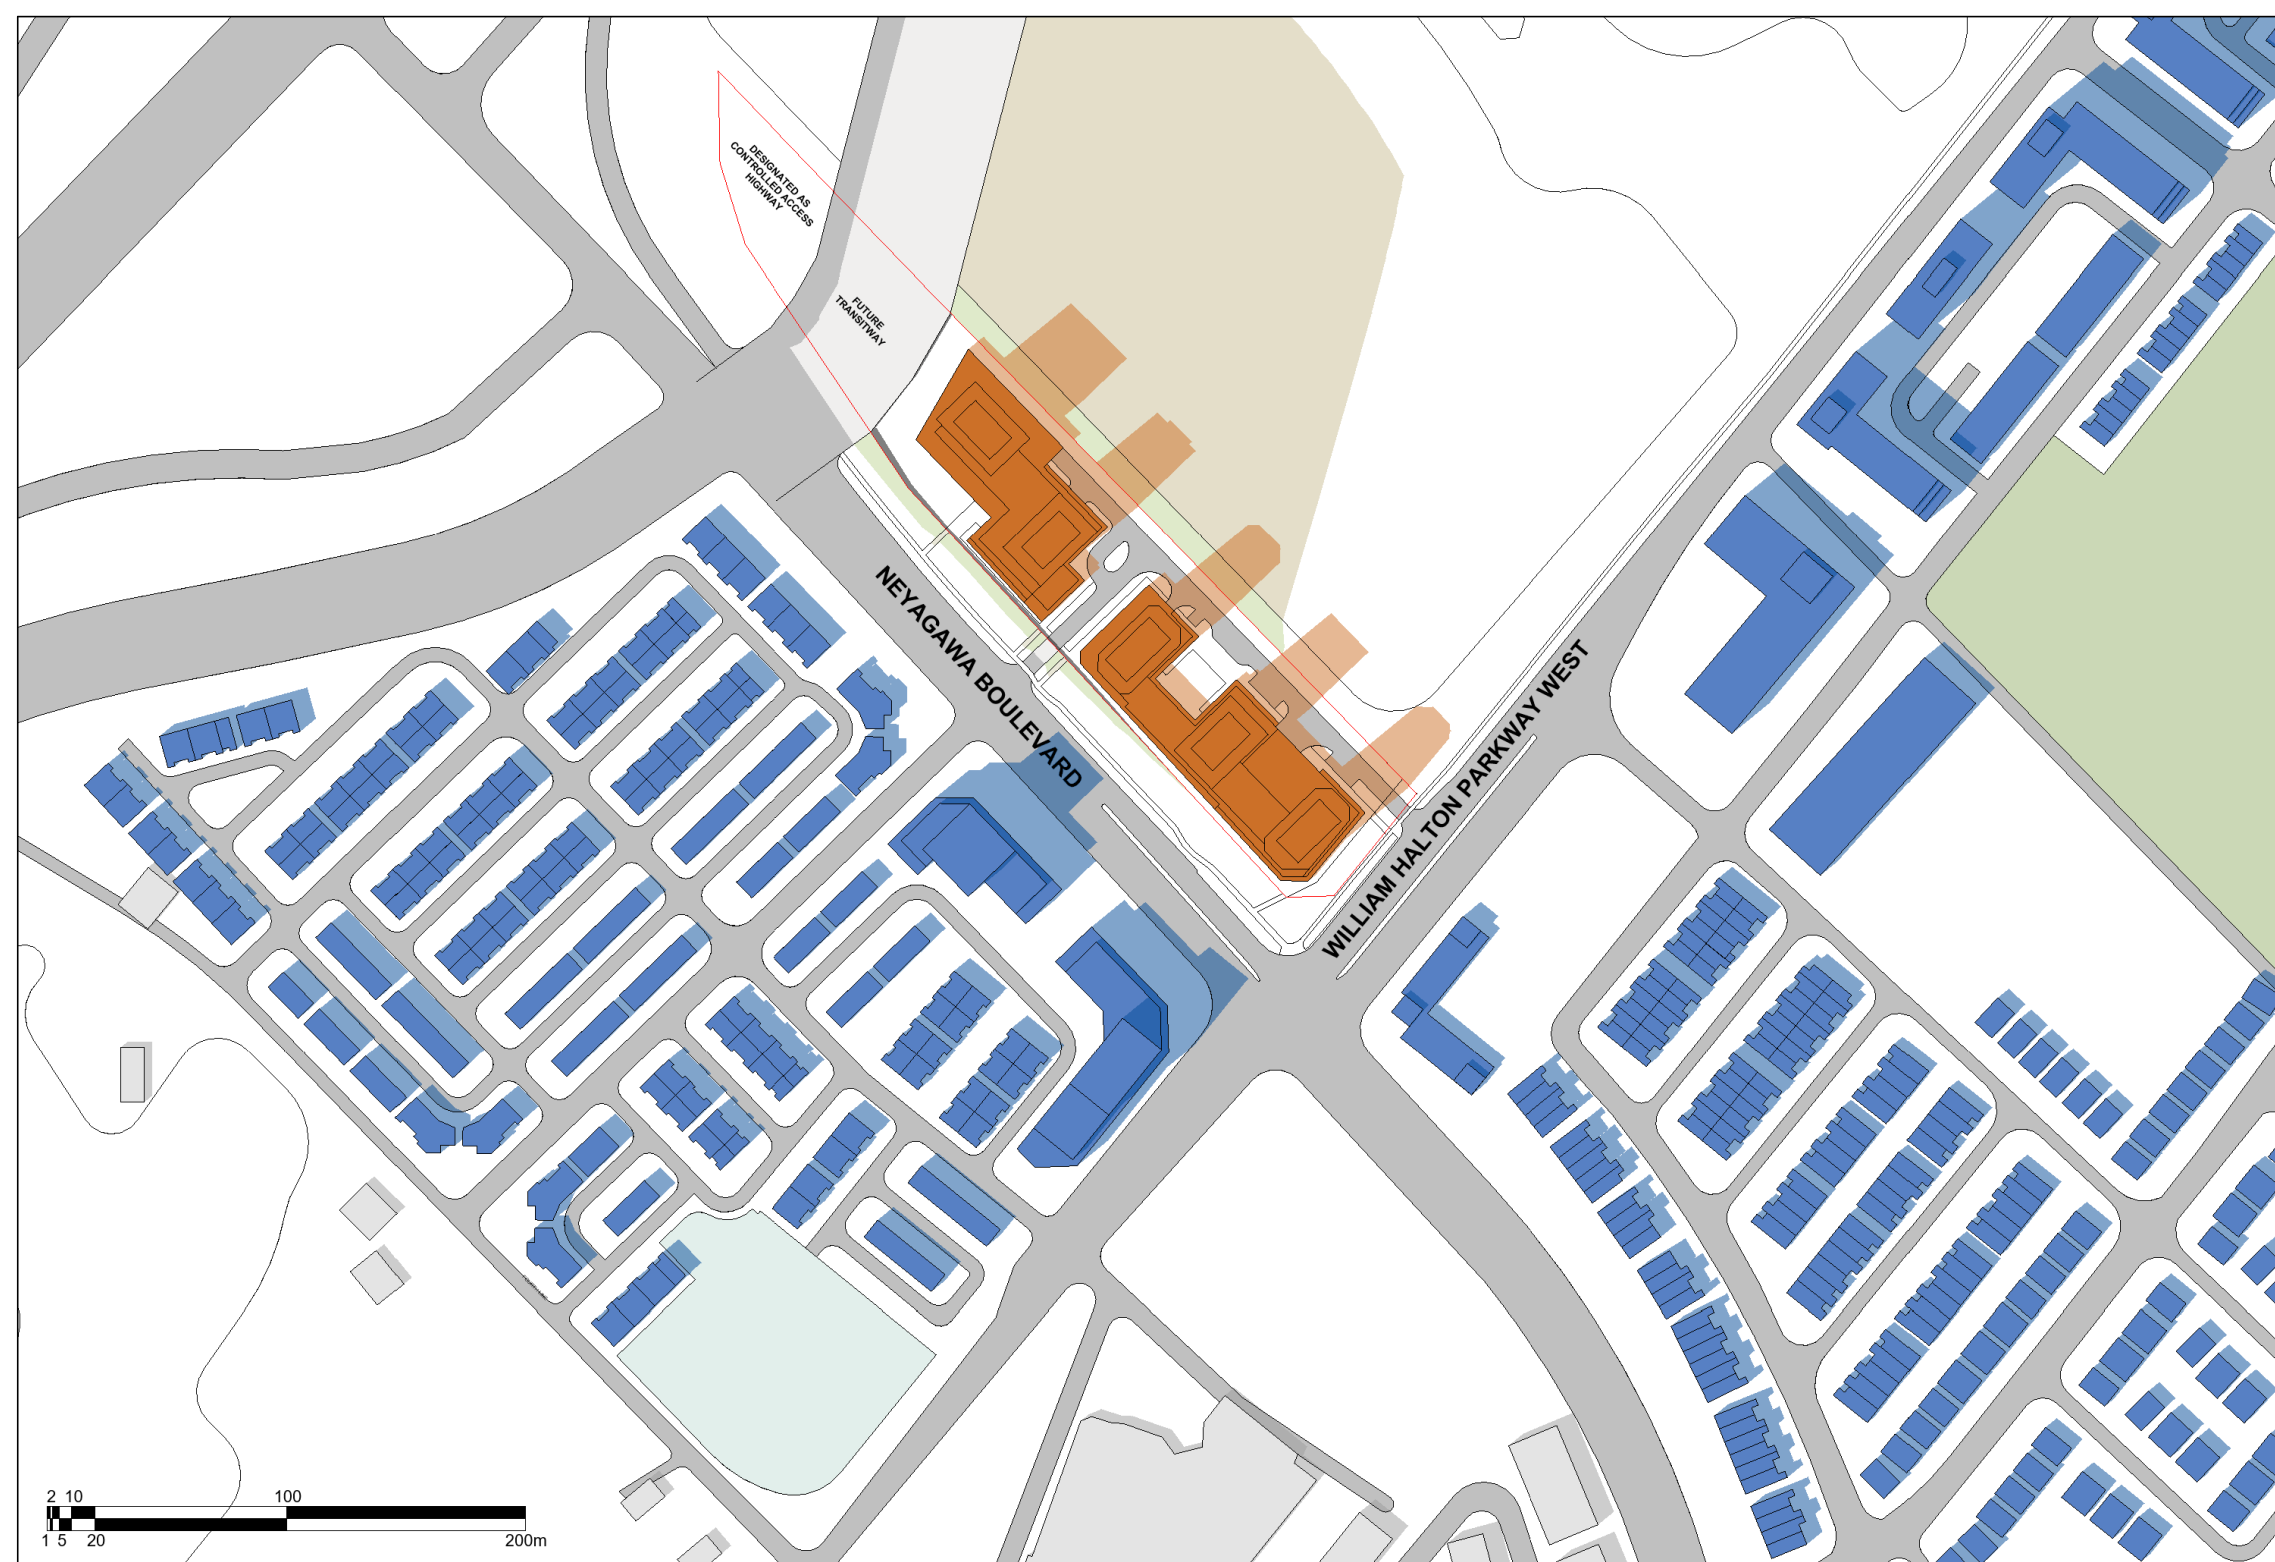 DESIGNATED AS
CONTROLLED ACCESS
HIGHWAY
FUTURE
TRANSITWAY
NEYAGAWA BOULEVARD
WILLIAM HALTON PARKWAY WEST
2 10 100
1 5 20 200m